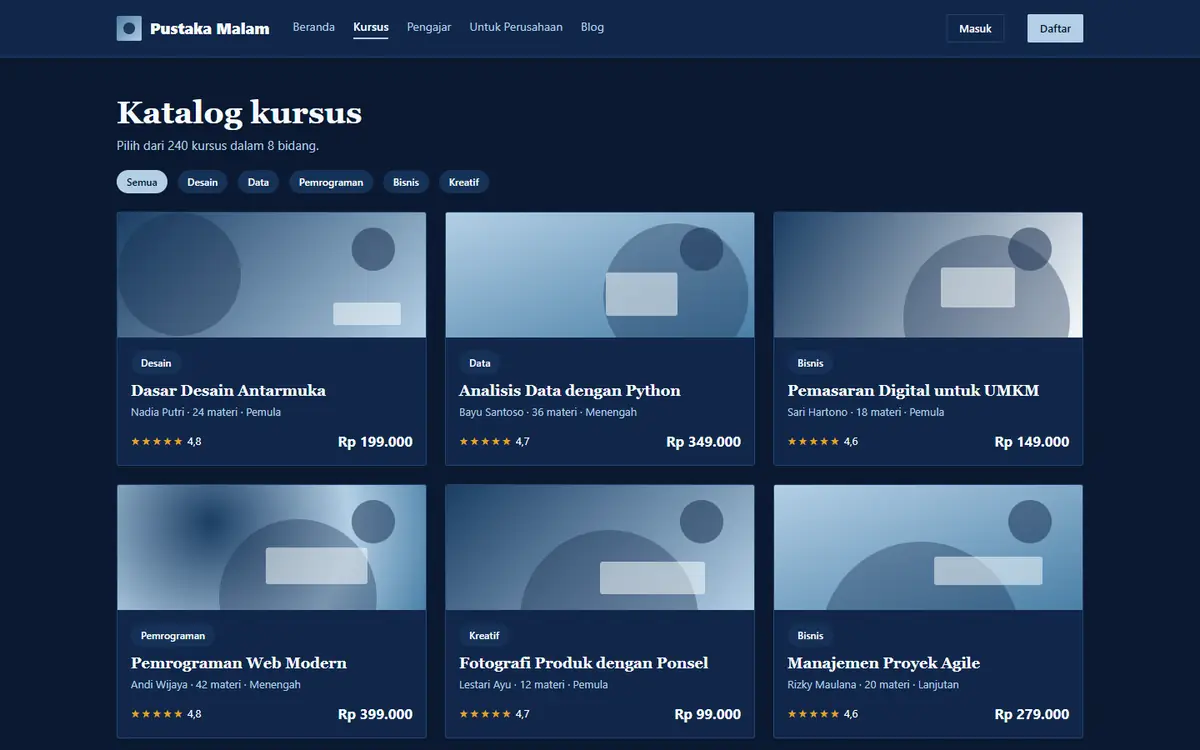 Pustaka Malam Beranda Kursus Pengajar Untuk Perusahaan Blog Masuk Daftar
Katalog kursus
Pilih dari 240 kursus dalam 8 bidang.
Semua Desain Data Pemrograman Bisnis Kreatif
Desain
Dasar Desain Antarmuka
Nadia Putri · 24 materi · Pemula
★★★★★ 4,8 Rp 199.000
Data
Analisis Data dengan Python
Bayu Santoso · 36 materi · Menengah
★★★★★ 4,7 Rp 349.000
Bisnis
Pemasaran Digital untuk UMKM
Sari Hartono · 18 materi · Pemula
★★★★★ 4,6 Rp 149.000
Pemrograman
Pemrograman Web Modern
Andi Wijaya · 42 materi · Menengah
★★★★★ 4,8 Rp 399.000
Kreatif
Fotografi Produk dengan Ponsel
Lestari Ayu · 12 materi · Pemula
★★★★★ 4,7 Rp 99.000
Bisnis
Manajemen Proyek Agile
Rizky Maulana · 20 materi · Lanjutan
★★★★★ 4,6 Rp 279.000